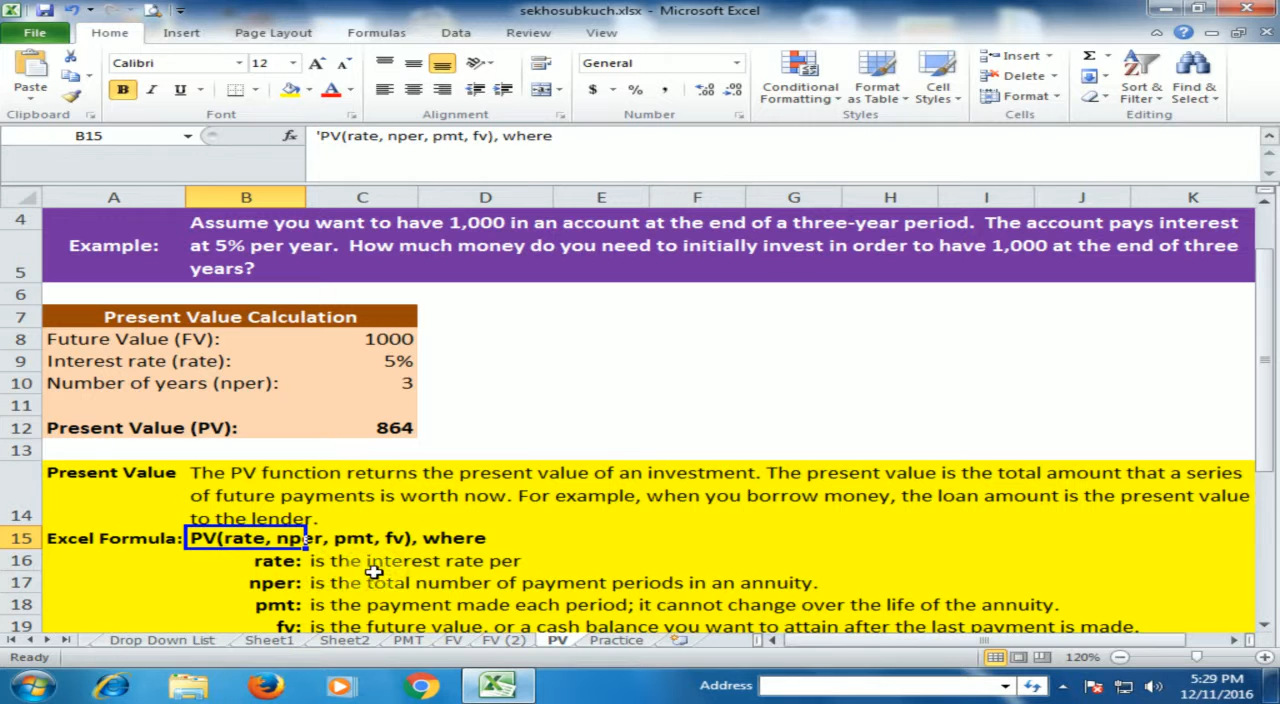 sekhosubkuch.xlsx - Microsoft Excel
File Home Insert Page Layout Formulas Data Review View
Paste
Calibri 12
B I U A
General
$ % ,
Conditional Formatting
Format as Table
Cell Styles
Insert
Delete
Format
Σ
Sort & Filter
Find & Select
Clipboard Font Alignment Number Styles Cells Editing
B15 fx 'PV(rate, nper, pmt, fv), where
A B C D E F G H I J K
4
5
Example:
Assume you want to have 1,000 in an account at the end of a three-year period. The account pays interest
at 5% per year. How much money do you need to initially invest in order to have 1,000 at the end of three
years?
6
7 Present Value Calculation
8 Future Value (FV): 1000
9 Interest rate (rate): 5%
10 Number of years (nper): 3
11
12 Present Value (PV): 864
13
14
Present Value The PV function returns the present value of an investment. The present value is the total amount that a series
of future payments is worth now. For example, when you borrow money, the loan amount is the present value
to the lender.
15 Excel Formula: PV(rate, nper, pmt, fv), where
16 rate: is the interest rate per
17 nper: is the total number of payment periods in an annuity.
18 pmt: is the payment made each period; it cannot change over the life of the annuity.
19 fv: is the future value, or a cash balance you want to attain after the last payment is made.
Drop Down List Sheet1 Sheet2 PMT FV FV (2) PV Practice
Ready 120%
Address
5:29 PM
12/11/2016